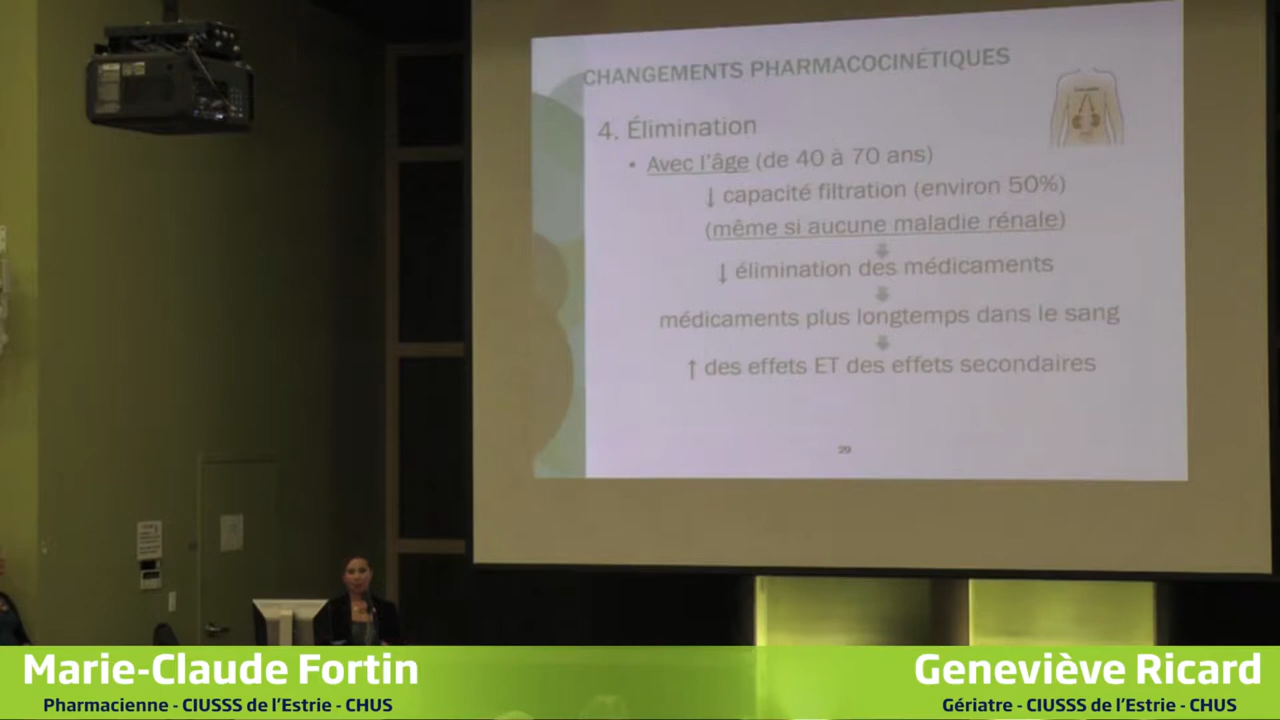 CHANGEMENTS PHARMACOCINÉTIQUES
4. Élimination
• Avec l'âge (de 40 à 70 ans)
↓ capacité filtration (environ 50%)
(même si aucune maladie rénale)
↓ élimination des médicaments
médicaments plus longtemps dans le sang
↑ des effets ET des effets secondaires
29
Marie-Claude Fortin
Pharmacienne - CIUSSS de l'Estrie - CHUS
Geneviève Ricard
Gériatre - CIUSSS de l'Estrie - CHUS